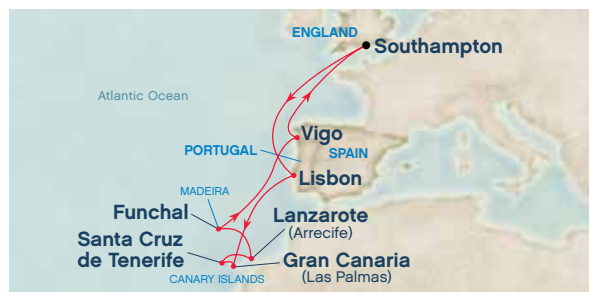 ENGLAND
Southampton
Atlantic Ocean
Vigo
PORTUGAL
SPAIN
Lisbon
MADEIRA
Funchal
Lanzarote
(Arrecife)
Santa Cruz
de Tenerife
Gran Canaria
(Las Palmas)
CANARY ISLANDS